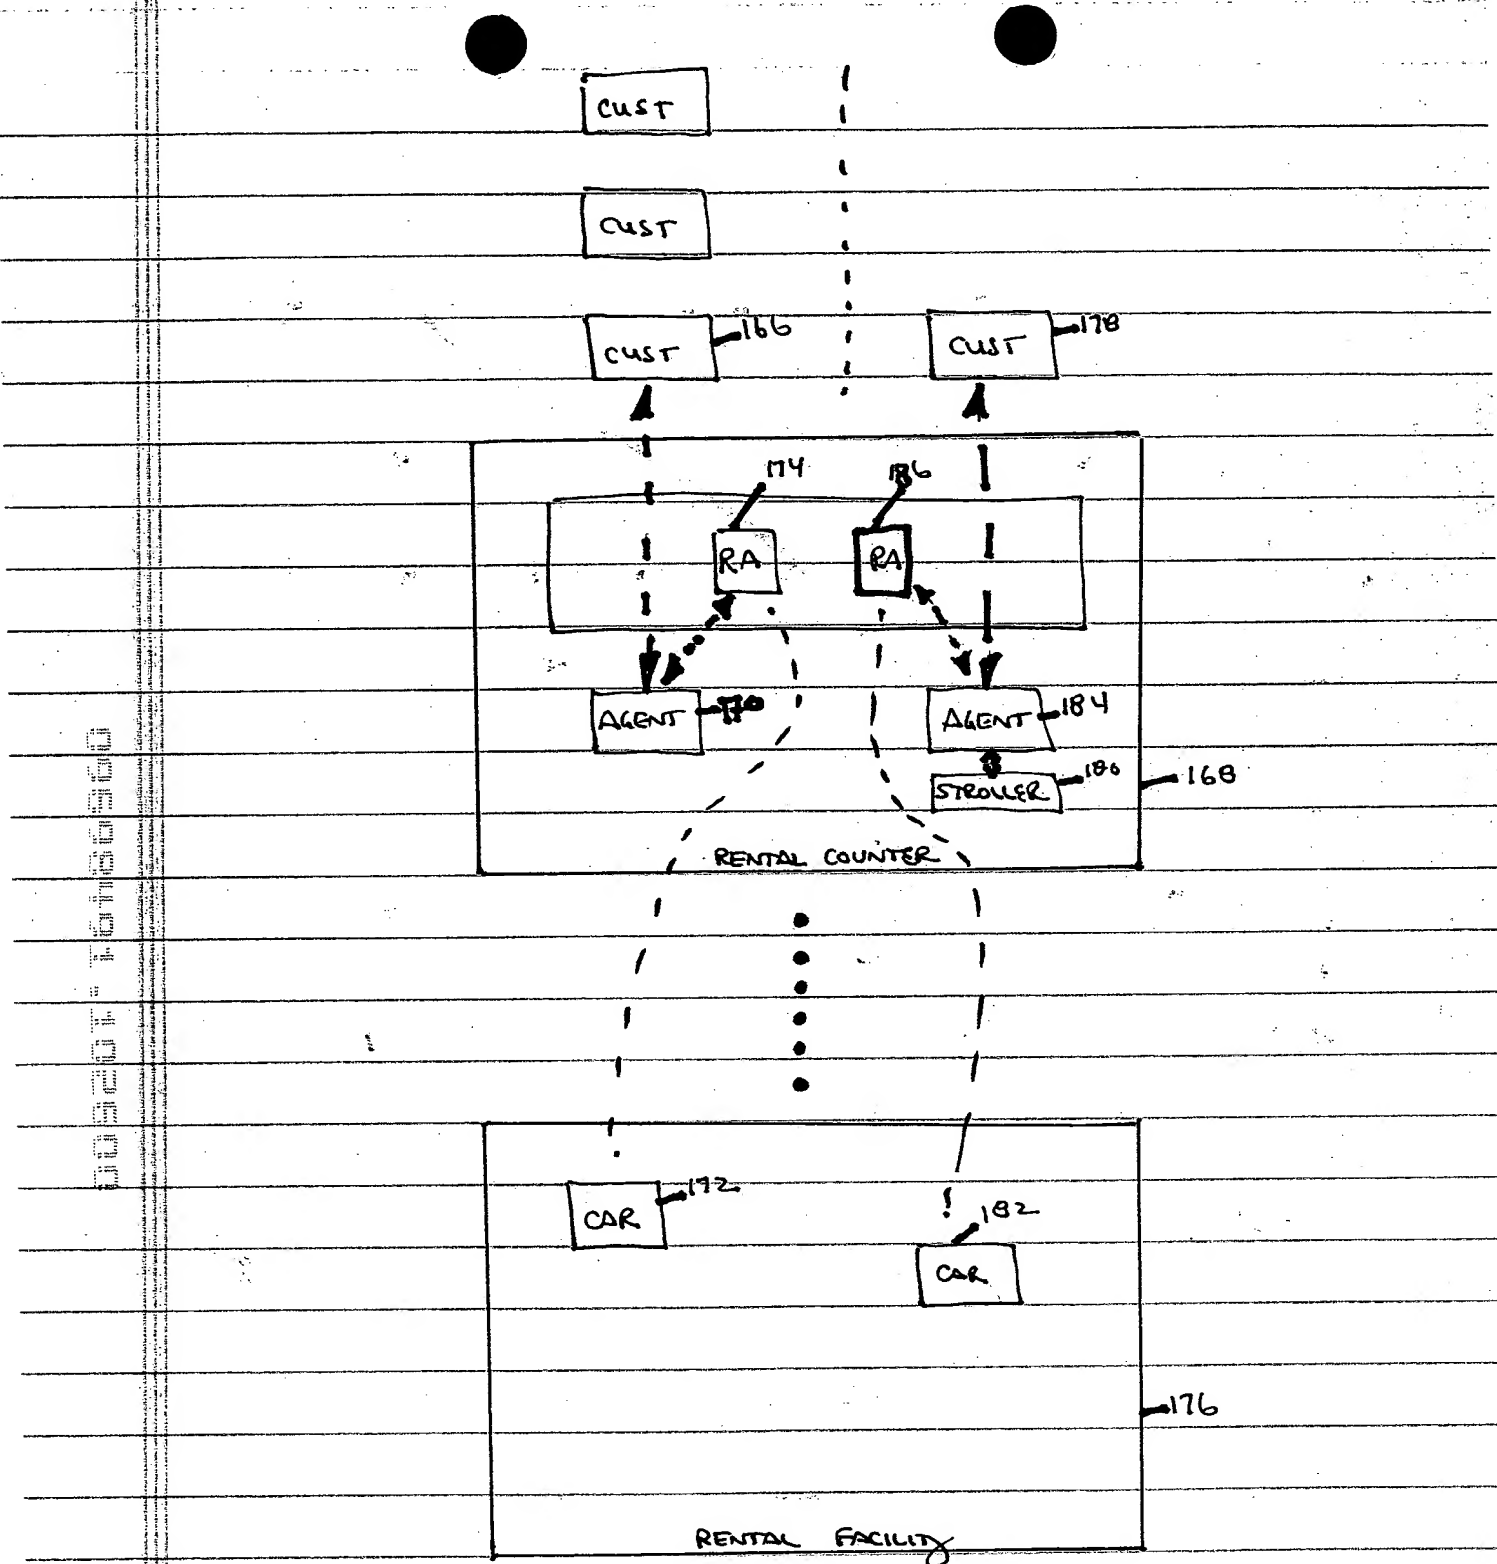 CUST
CUST
CUST 166
CUST 178
174
186
RA
RA
AGENT 170
AGENT 184
STROLLER 180
168
RENTAL COUNTER
CAR 172
182
CAR
176
RENTAL FACILITY